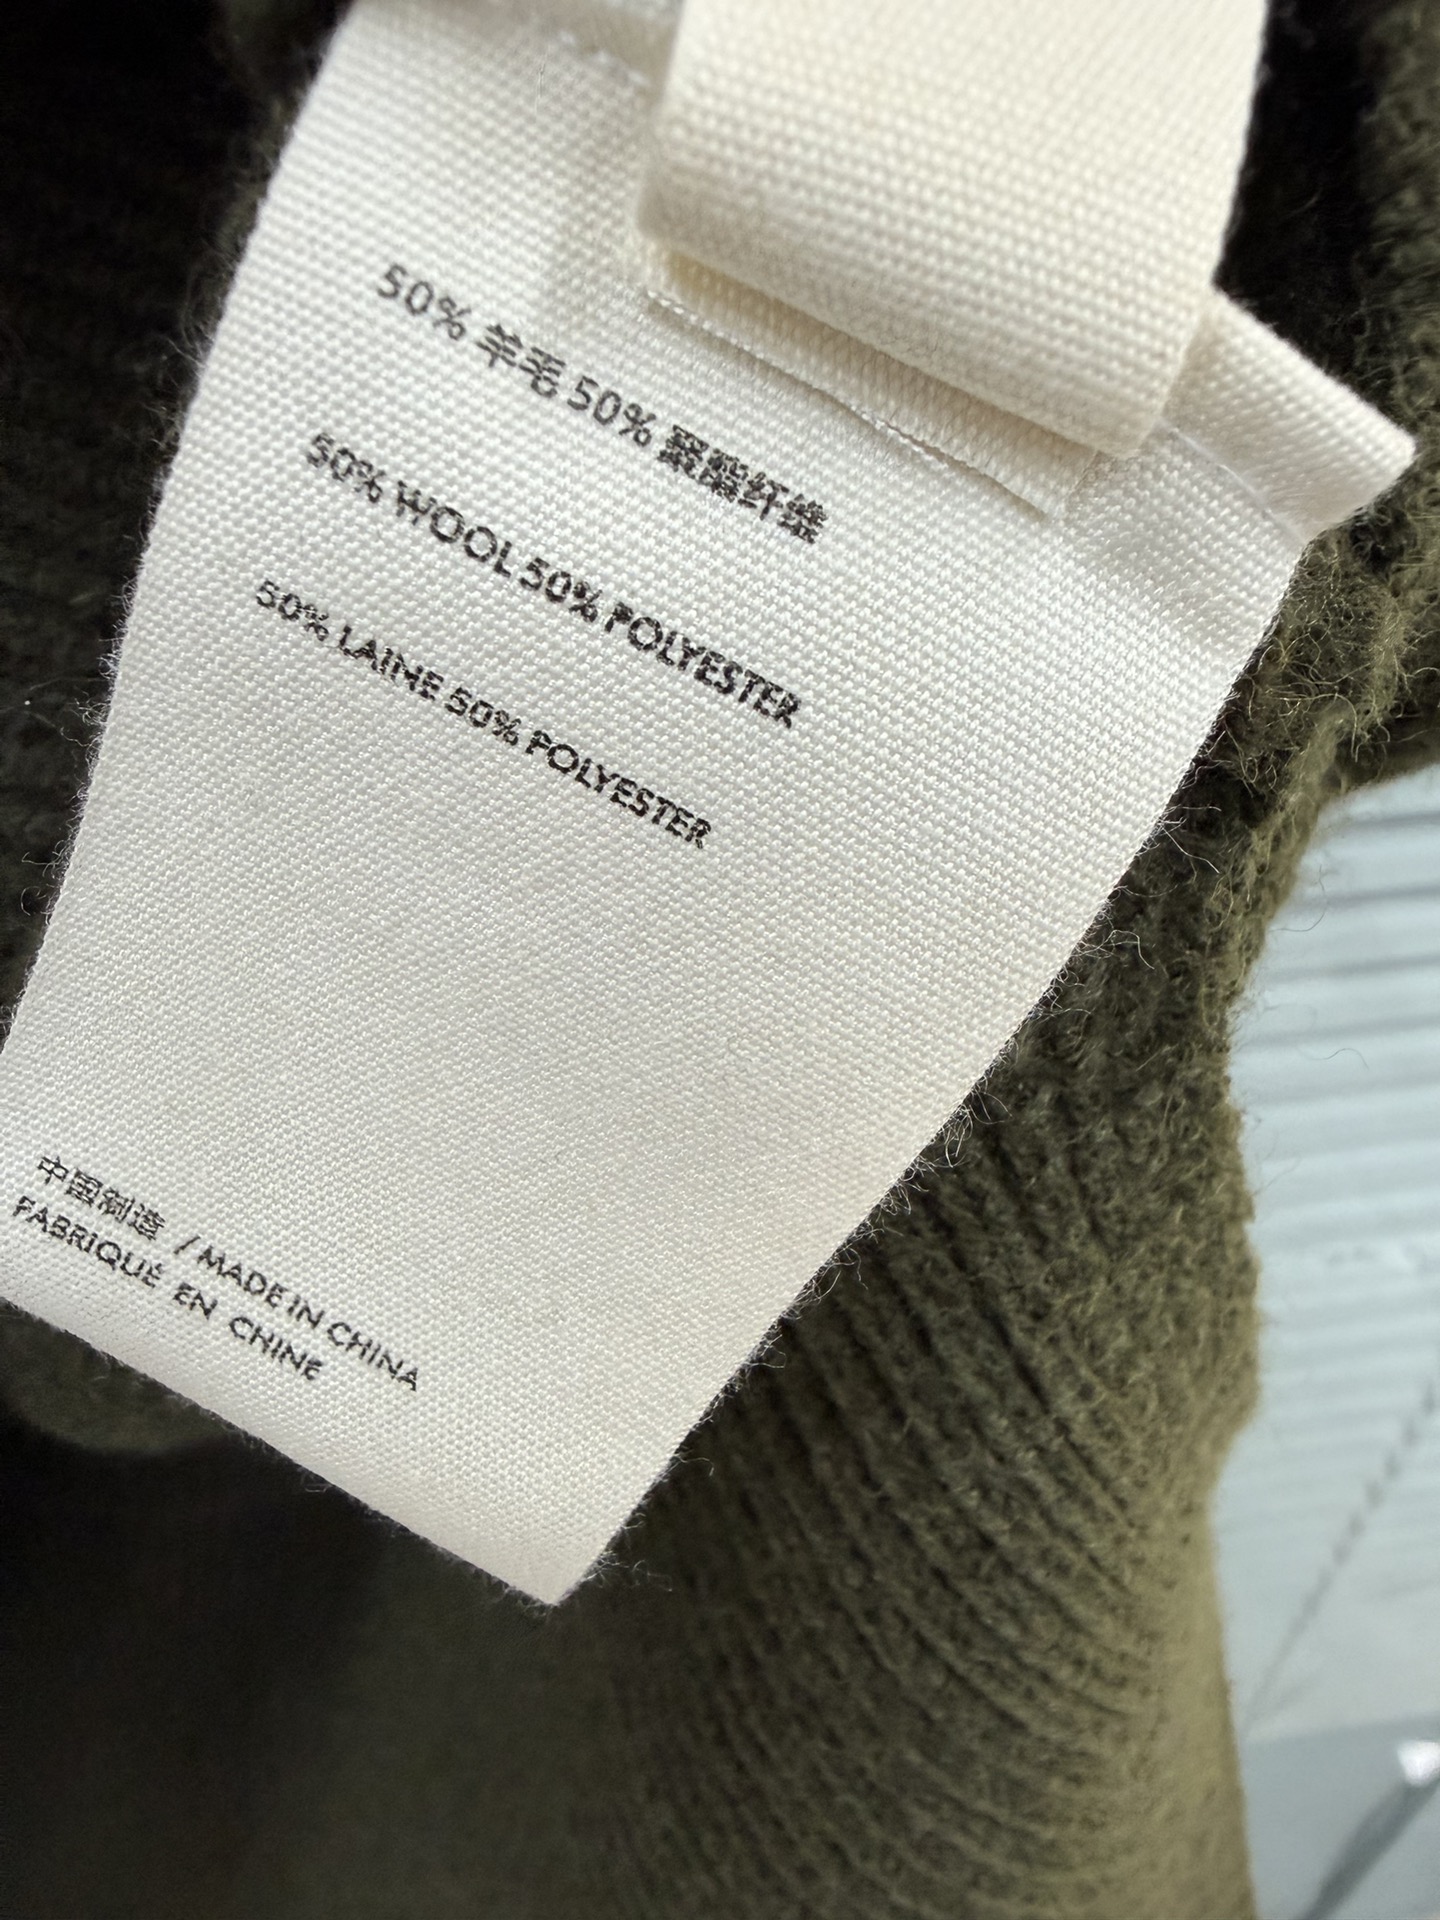 50% 羊毛 50% 聚酯纤维
50% WOOL 50% POLYESTER
50% LAINE 50% POLYESTER
中国制造 / MADE IN CHINA
FABRIQUÉ EN CHINE